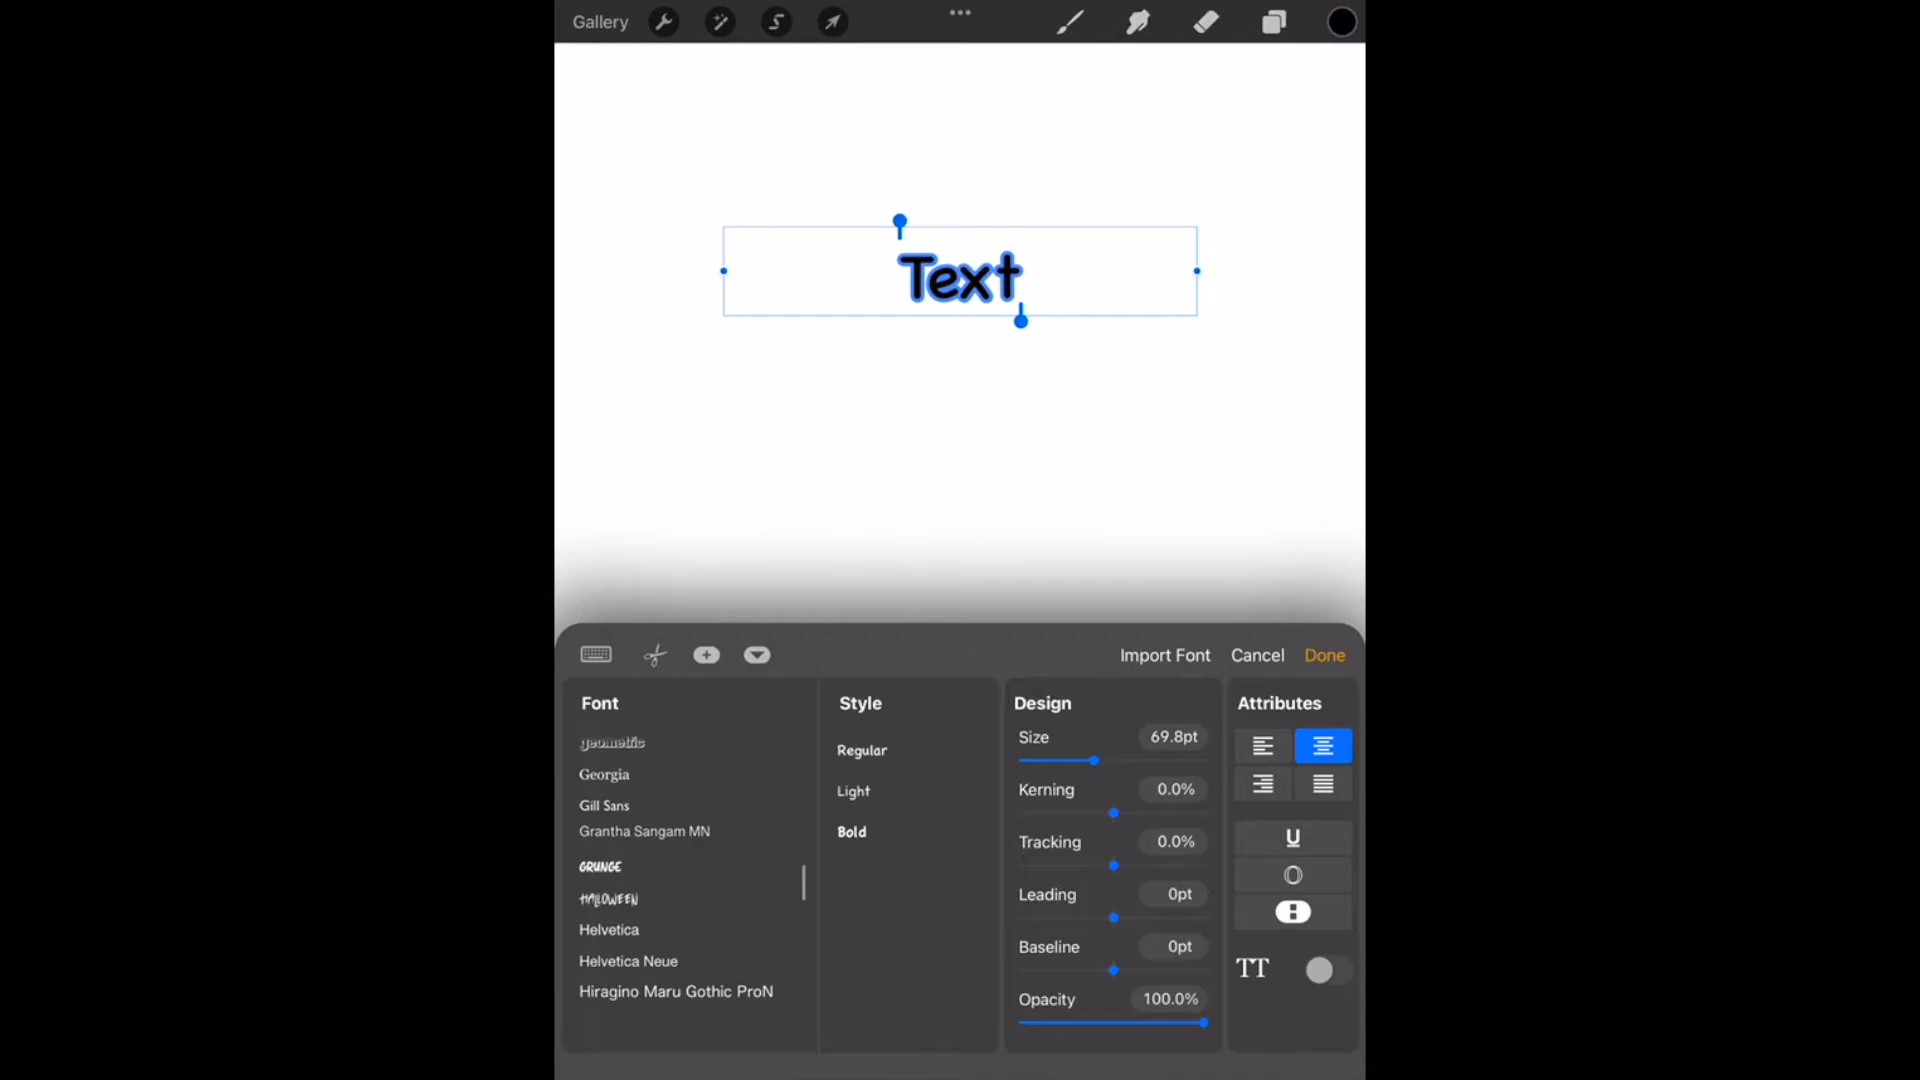 Gallery
Text
Import Font Cancel Done
Font
geometric
Georgia
Gill Sans
Grantha Sangam MN
GRUNGE
HALLOWEEN
Helvetica
Helvetica Neue
Hiragino Maru Gothic ProN
Style
Regular
Light
Bold
Design
Size 69.8pt
Kerning 0.0%
Tracking 0.0%
Leading 0pt
Baseline 0pt
Opacity 100.0%
Attributes
U
O
TT